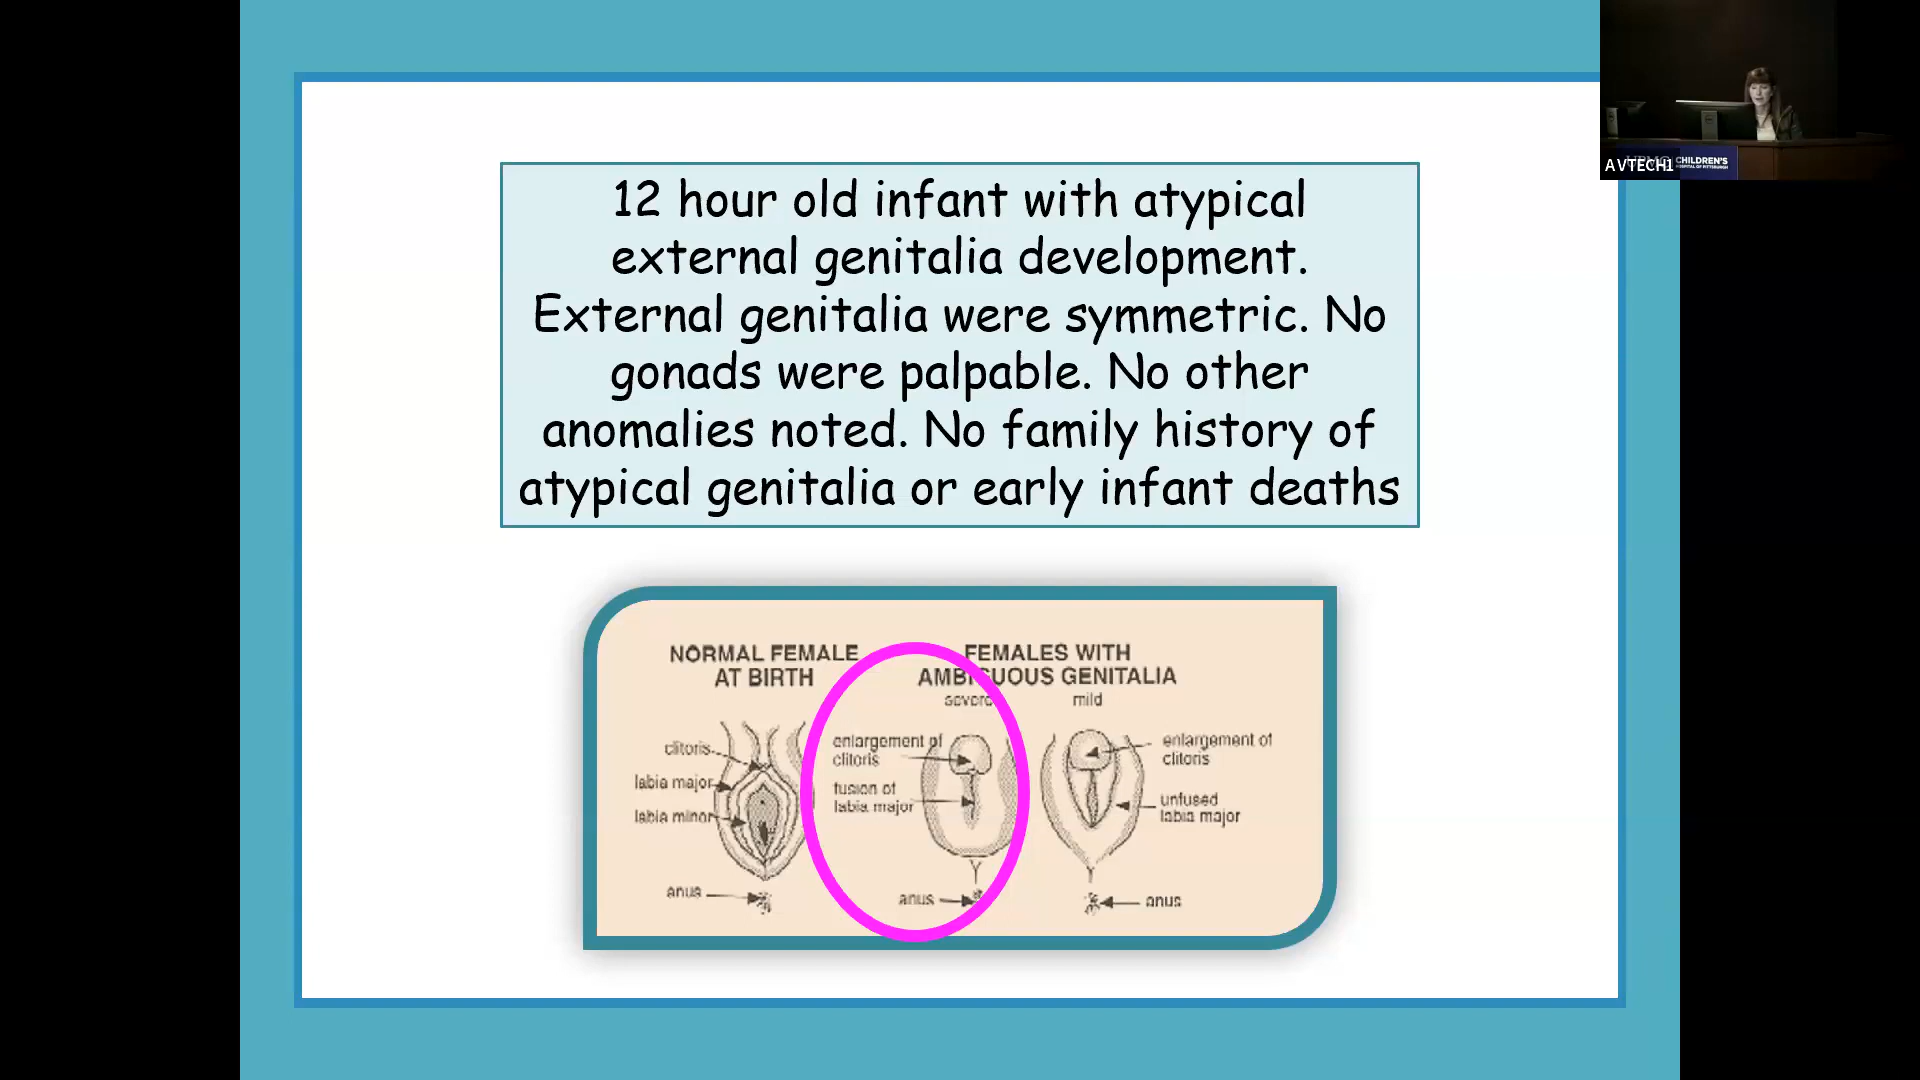 12 hour old infant with atypical
external genitalia development.
External genitalia were symmetric. No
gonads were palpable. No other
anomalies noted. No family history of
atypical genitalia or early infant deaths
NORMAL FEMALE
AT BIRTH
clitoris
labia major
labia minor
anus
FEMALES WITH
AMBIGUOUS GENITALIA
severe
mild
enlargement of
clitoris
fusion of
labia major
anus
enlargement of
clitoris
unfused
labia major
anus
AVTECH1
CHILDREN'S